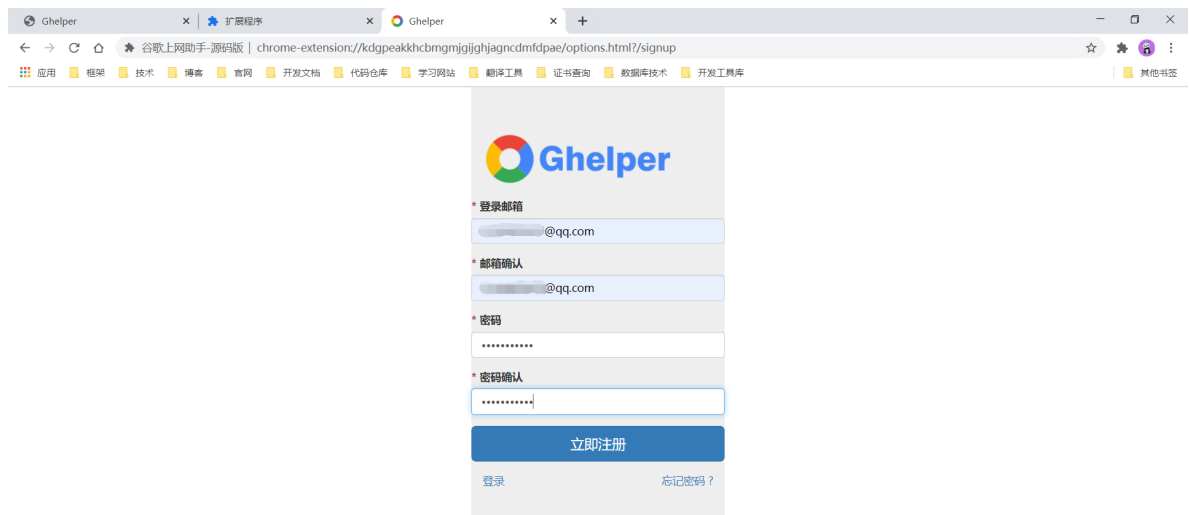 Ghelper 扩展程序 Ghelper
谷歌上网助手-源码版 | chrome-extension://kdgpeakkhcbmgmjgijghjagncdmfdpae/options.html?/signup
应用 框架 技术 博客 官网 开发文档 代码仓库 学习网站 翻译工具 证书查询 数据库技术 开发工具库 其他书签
Ghelper
* 登录邮箱
@qq.com
* 邮箱确认
@qq.com
* 密码
•••••••••••
* 密码确认
•••••••••••
立即注册
登录 忘记密码？